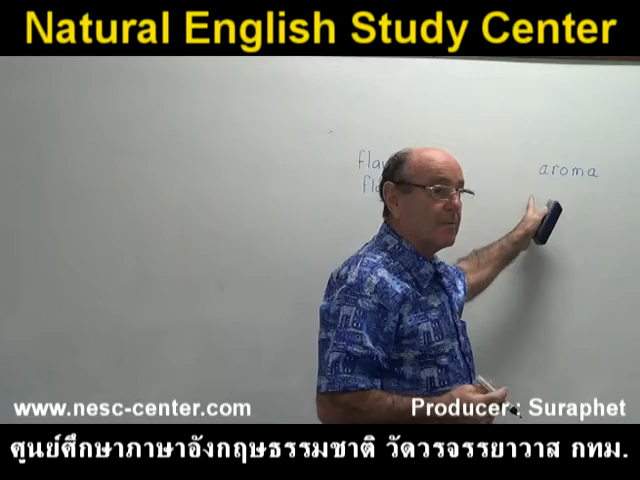 Natural English Study Center
aroma
www.nesc-center.com
Producer : Suraphet
ศูนย์ศึกษาภาษาอังกฤษธรรมชาติ วัดวรจรรยาวาส กทม.